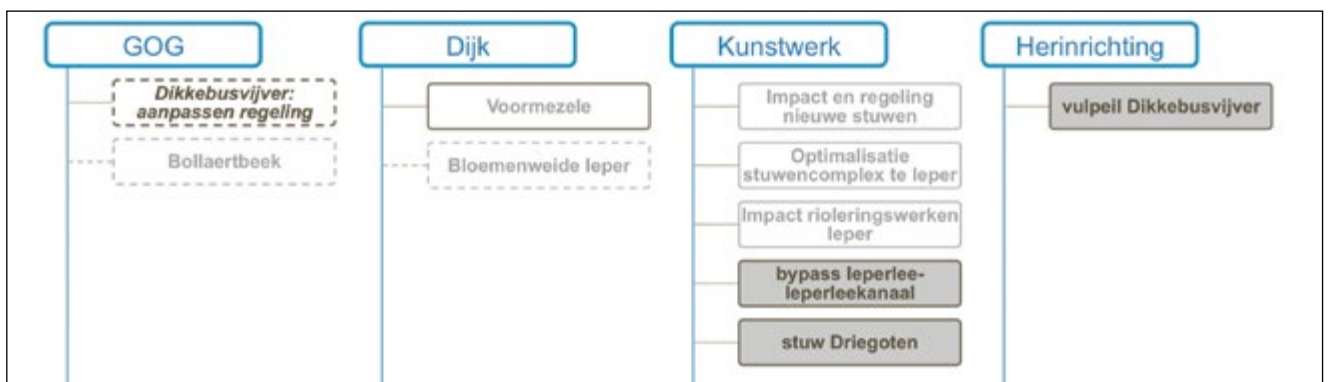 GOG
Dikkebusvijver:
aanpassen regeling
Bollaertbeek
Dijk
Voormezele
Bloemenweide Ieper
Kunstwerk
Impact en regeling
nieuwe stuwen
Optimalisatie
stuwencomplex te Ieper
Impact rioleringswerken
Ieper
bypass Ieperlee-
Ieperleekanaal
stuw Driegoten
Herinrichting
vulpeil Dikkebusvijver